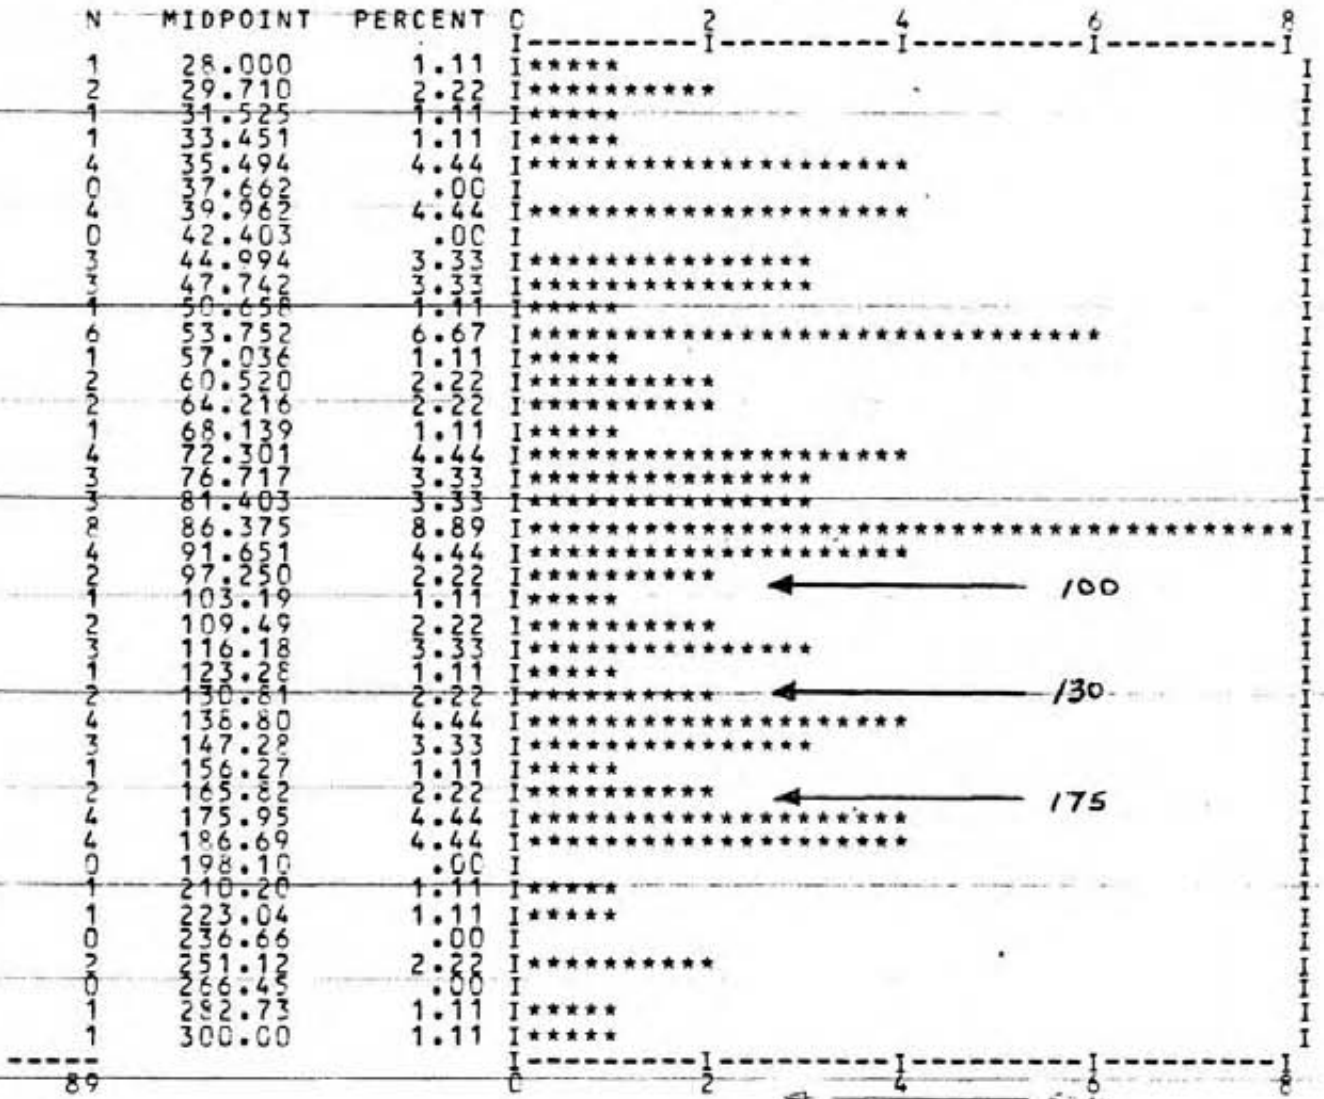 N MIDPOINT PERCENT 0 2 4 6 8
I---------I---------I---------I---------I
1 28.000 1.11 I***** I
2 29.710 2.22 I********** I
1 31.525 1.11 I***** I
1 33.451 1.11 I***** I
4 35.494 4.44 I******************** I
0 37.662 .00 I I
4 39.962 4.44 I******************** I
0 42.403 .00 I I
3 44.994 3.33 I*************** I
3 47.742 3.33 I*************** I
1 50.658 1.11 I***** I
6 53.752 6.67 I****************************** I
1 57.036 1.11 I***** I
2 60.520 2.22 I********** I
2 64.216 2.22 I********** I
1 68.139 1.11 I***** I
4 72.301 4.44 I******************** I
3 76.717 3.33 I*************** I
3 81.403 3.33 I*************** I
8 86.375 8.89 I****************************************I
4 91.651 4.44 I******************** I
2 97.250 2.22 I********** 100 I
1 103.19 1.11 I***** I
2 109.49 2.22 I********** I
3 116.18 3.33 I*************** I
1 123.28 1.11 I***** I
2 130.81 2.22 I********** 130 I
4 138.80 4.44 I******************** I
3 147.28 3.33 I*************** I
1 156.27 1.11 I***** I
2 165.82 2.22 I********** 175 I
4 175.95 4.44 I******************** I
4 186.69 4.44 I******************** I
0 198.10 .00 I I
1 210.20 1.11 I***** I
1 223.04 1.11 I***** I
0 236.66 .00 I I
2 251.12 2.22 I********** I
0 266.45 .00 I I
1 282.73 1.11 I***** I
1 300.00 1.11 I***** I
----- I---------I---------I---------I---------I
89 0 2 4 6 8